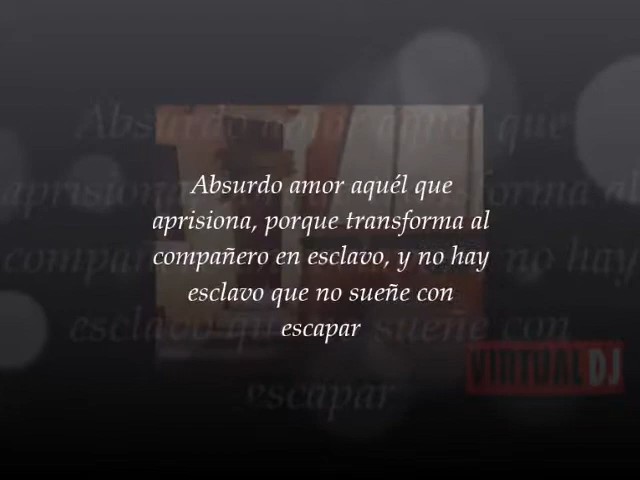 Absurdo amor aquél que
aprisiona, porque transforma al
compañero en esclavo, y no hay
esclavo que no sueñe con
escapar
VIRTUAL DJ